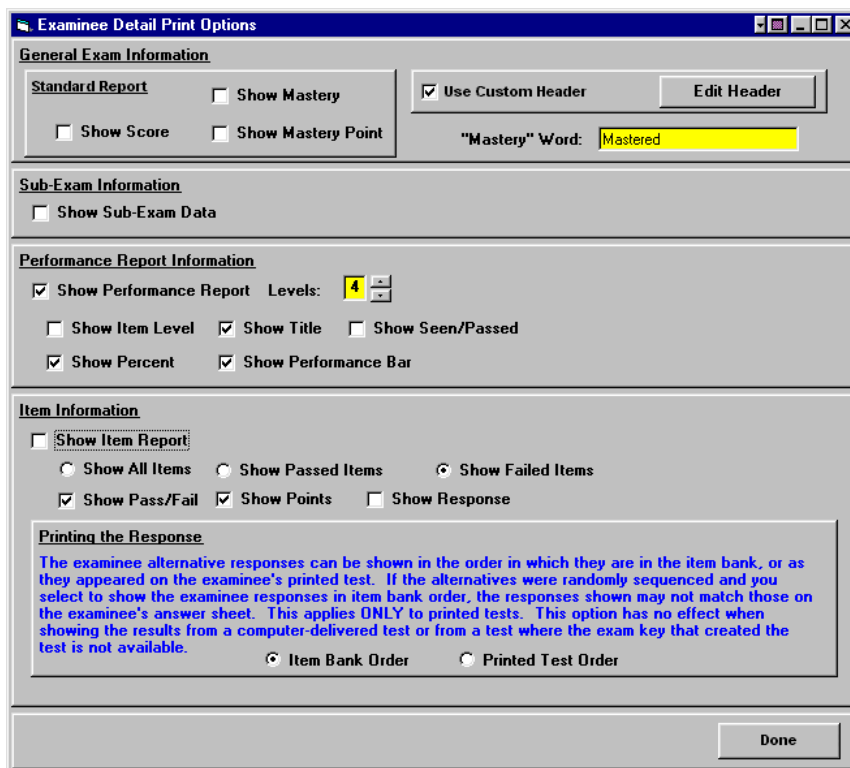 Examinee Detail Print Options
General Exam Information
Standard Report
Show Mastery
Show Score
Show Mastery Point
Use Custom Header
Edit Header
"Mastery" Word:
Mastered
Sub-Exam Information
Show Sub-Exam Data
Performance Report Information
Show Performance Report Levels: 4
Show Item Level Show Title Show Seen/Passed
Show Percent Show Performance Bar
Item Information
Show Item Report
Show All Items Show Passed Items Show Failed Items
Show Pass/Fail Show Points Show Response
Printing the Response
The examinee alternative responses can be shown in the order in which they are in the item bank, or as
they appeared on the examinee's printed test. If the alternatives were randomly sequenced and you
select to show the examinee responses in item bank order, the responses shown may not match those on
the examinee's answer sheet. This applies ONLY to printed tests. This option has no effect when
showing the results from a computer-delivered test or from a test where the exam key that created the
test is not available.
Item Bank Order Printed Test Order
Done